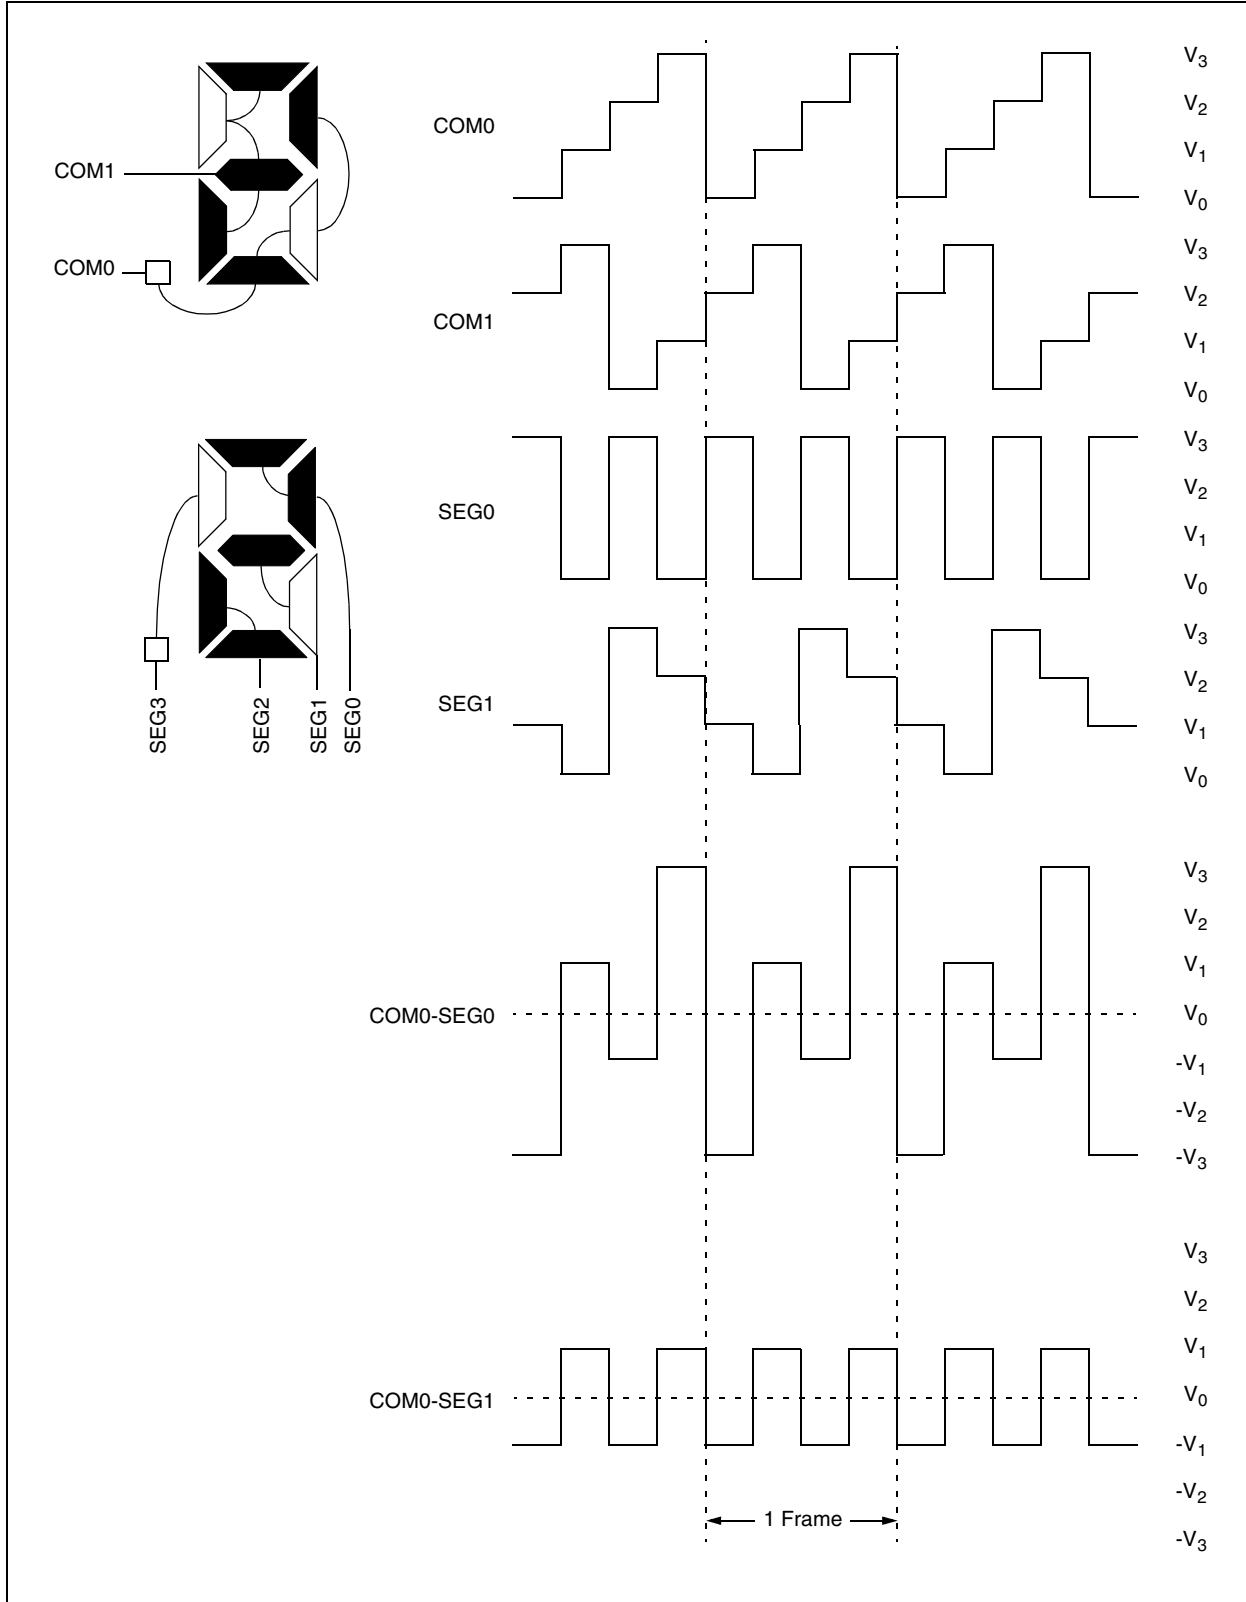 COM1
COM0
SEG3
SEG2
SEG1
SEG0
COM0
V3
V2
V1
V0
COM1
V3
V2
V1
V0
SEG0
V3
V2
V1
V0
SEG1
V3
V2
V1
V0
COM0-SEG0
V3
V2
V1
V0
-V1
-V2
-V3
COM0-SEG1
V3
V2
V1
V0
-V1
-V2
-V3
1 Frame